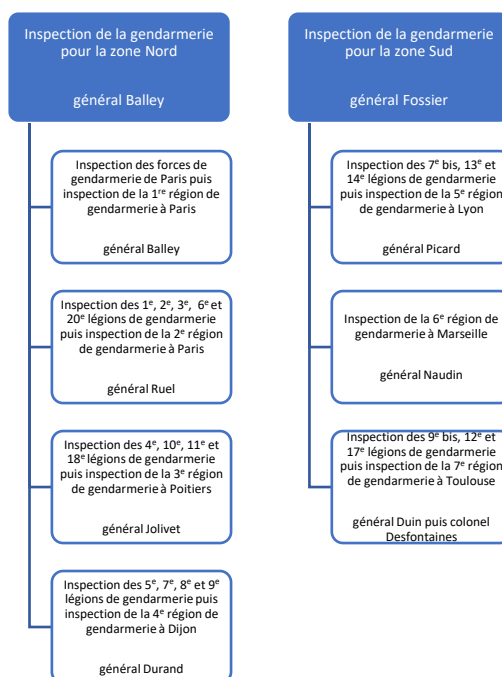 Inspection de la gendarmerie
pour la zone Nord
général Balley
Inspection des forces de
gendarmerie de Paris puis
inspection de la 1re région de
gendarmerie à Paris
général Balley
Inspection des 1e, 2e, 3e, 6e et
20e légions de gendarmerie
puis inspection de la 2e région
de gendarmerie à Paris
général Ruel
Inspection des 4e, 10e, 11e et
18e légions de gendarmerie
puis inspection de la 3e région
de gendarmerie à Poitiers
général Jolivet
Inspection des 5e, 7e, 8e et 9e
légions de gendarmerie puis
inspection de la 4e région de
gendarmerie à Dijon
général Durand
Inspection de la gendarmerie
pour la zone Sud
général Fossier
Inspection des 7e bis, 13e et
14e légions de gendarmerie
puis inspection de la 5e région
de gendarmerie à Lyon
général Picard
Inspection de la 6e région de
gendarmerie à Marseille
général Naudin
Inspection des 9e bis, 12e et
17e légions de gendarmerie
puis inspection de la 7e région
de gendarmerie à Toulouse
général Duin puis colonel
Desfontaines